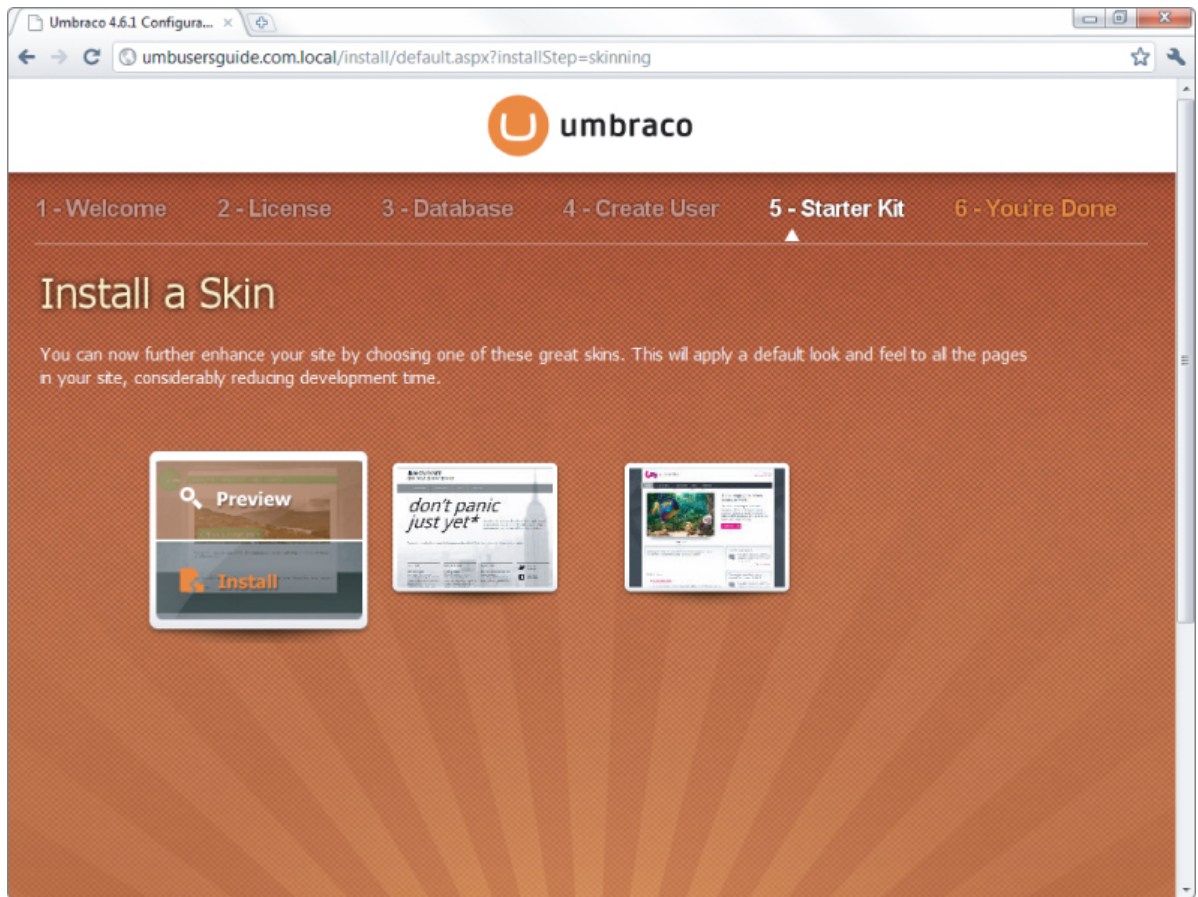 Umbraco 4.6.1 Configura...
umbusersguide.com.local/install/default.aspx?installStep=skinning
umbraco
1 - Welcome 2 - License 3 - Database 4 - Create User 5 - Starter Kit 6 - You're Done
Install a Skin
You can now further enhance your site by choosing one of these great skins. This will apply a default look and feel to all the pages
in your site, considerably reducing development time.
Preview
Install
don't panic
just yet*